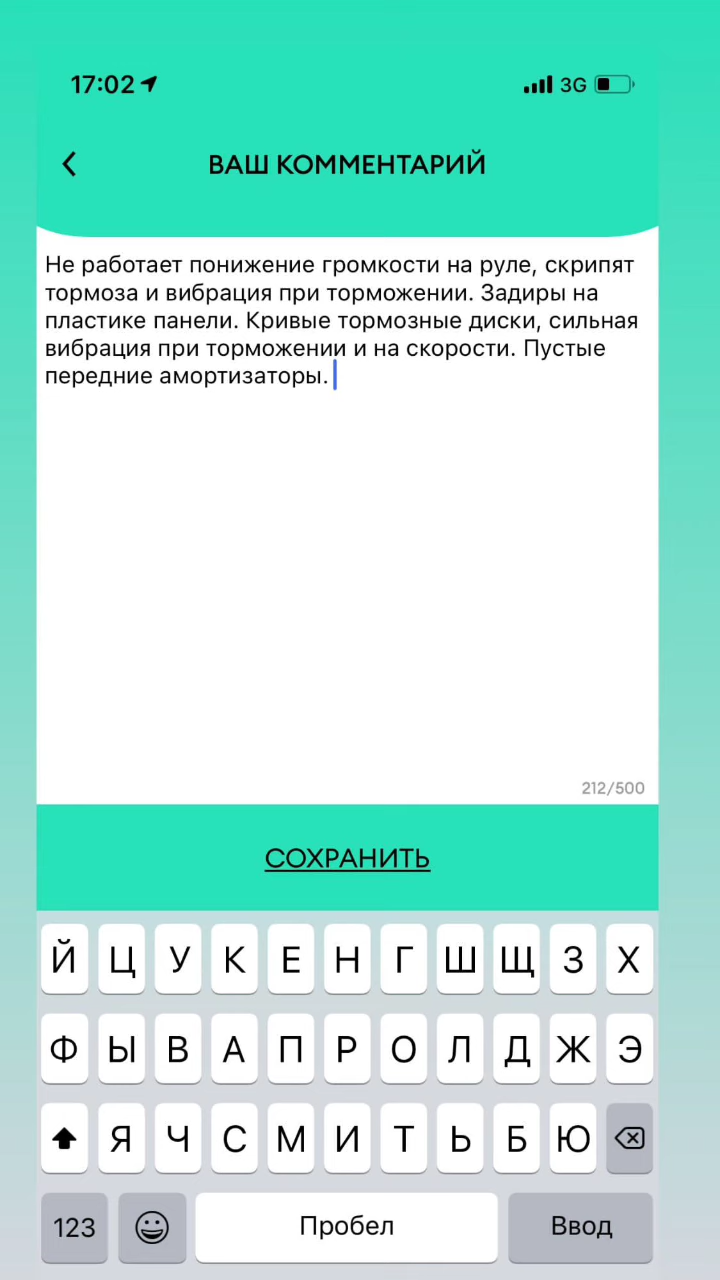 17:02 3G
ВАШ КОММЕНТАРИЙ
Не работает понижение громкости на руле, скрипят
тормоза и вибрация при торможении. Задиры на
пластике панели. Кривые тормозные диски, сильная
вибрация при торможении и на скорости. Пустые
передние амортизаторы.
212/500
СОХРАНИТЬ
Й Ц У К Е Н Г Ш Щ З Х
Ф Ы В А П Р О Л Д Ж Э
Я Ч С М И Т Ь Б Ю
123 Пробел Ввод